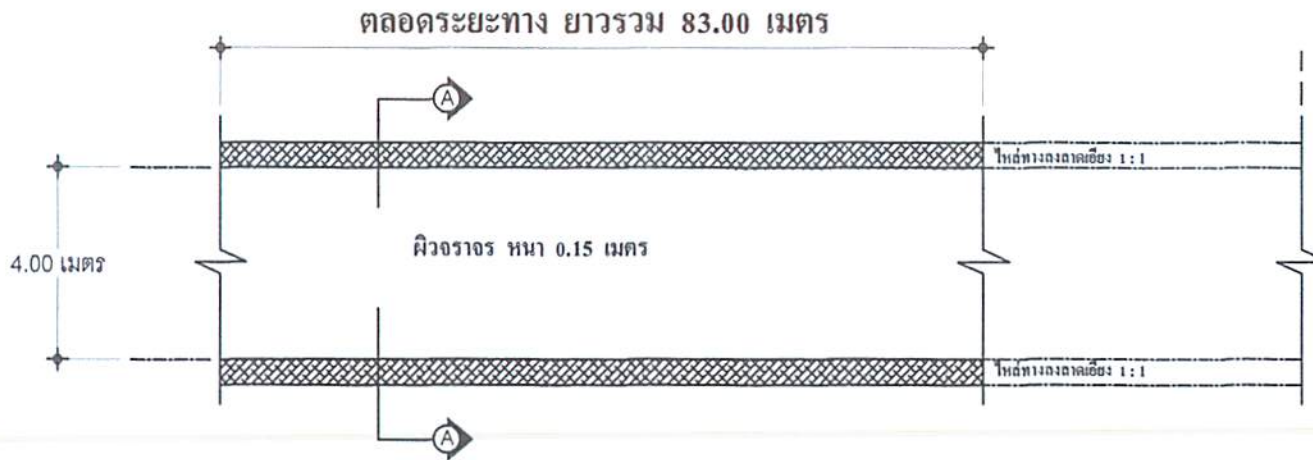 ตลอดระยะทาง ยาวรวม 83.00 เมตร
A
ไหล่ทางลงลาดเอียง 1:1
ผิวจราจร หนา 0.15 เมตร
4.00 เมตร
ไหล่ทางลงลาดเอียง 1:1
A